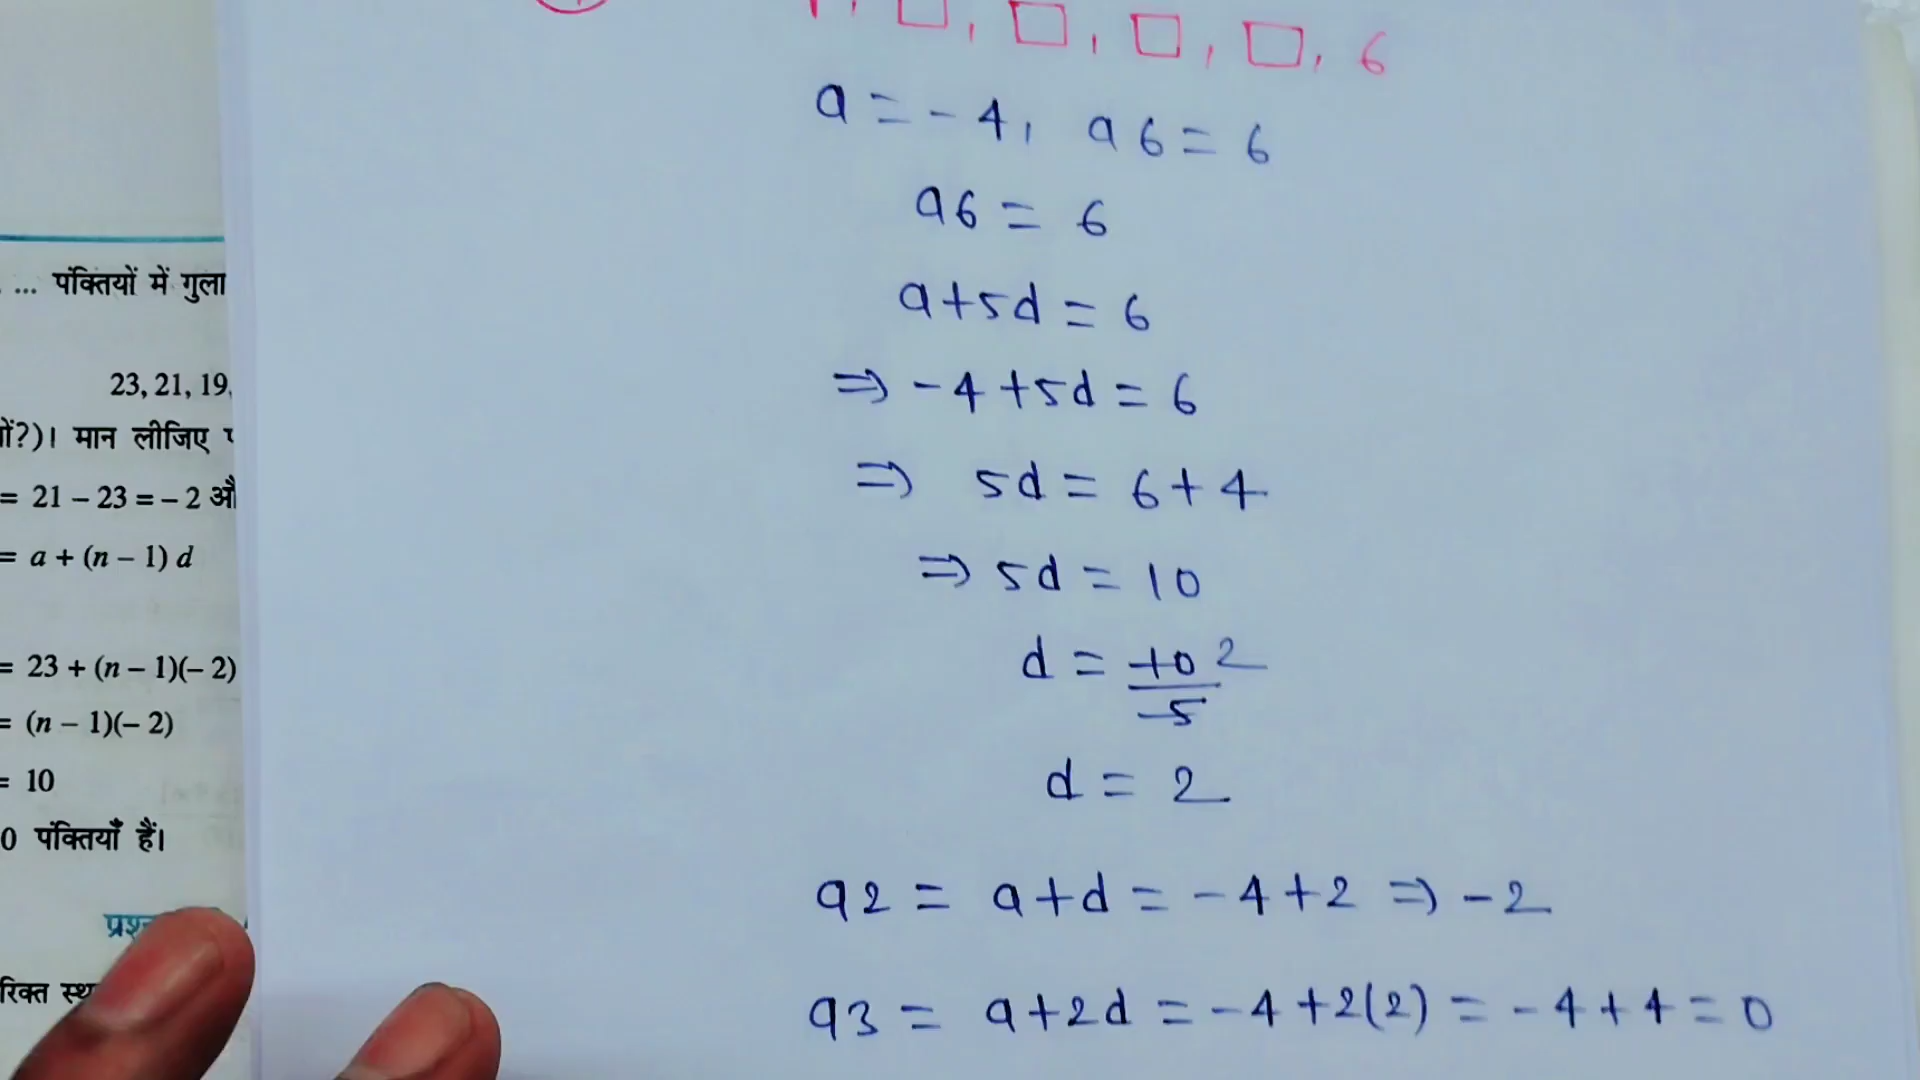 , □, □, □, □, 6
a = -4, a6 = 6
a6 = 6
a+5d = 6
⇒ -4+5d = 6
⇒ 5d = 6+4
⇒ 5d = 10
d = 10/5 2
d = 2
a2 = a+d = -4+2 ⇒ -2
a3 = a+2d = -4+2(2) = -4+4 = 0
... पंक्तियों में गुला
23, 21, 19,
ों?)। मान लीजिए
= 21 – 23 = – 2 औ
= a + (n – 1) d
= 23 + (n – 1)(– 2)
= (n – 1)(– 2)
= 10
0 पंक्तियाँ हैं।
रिक्त